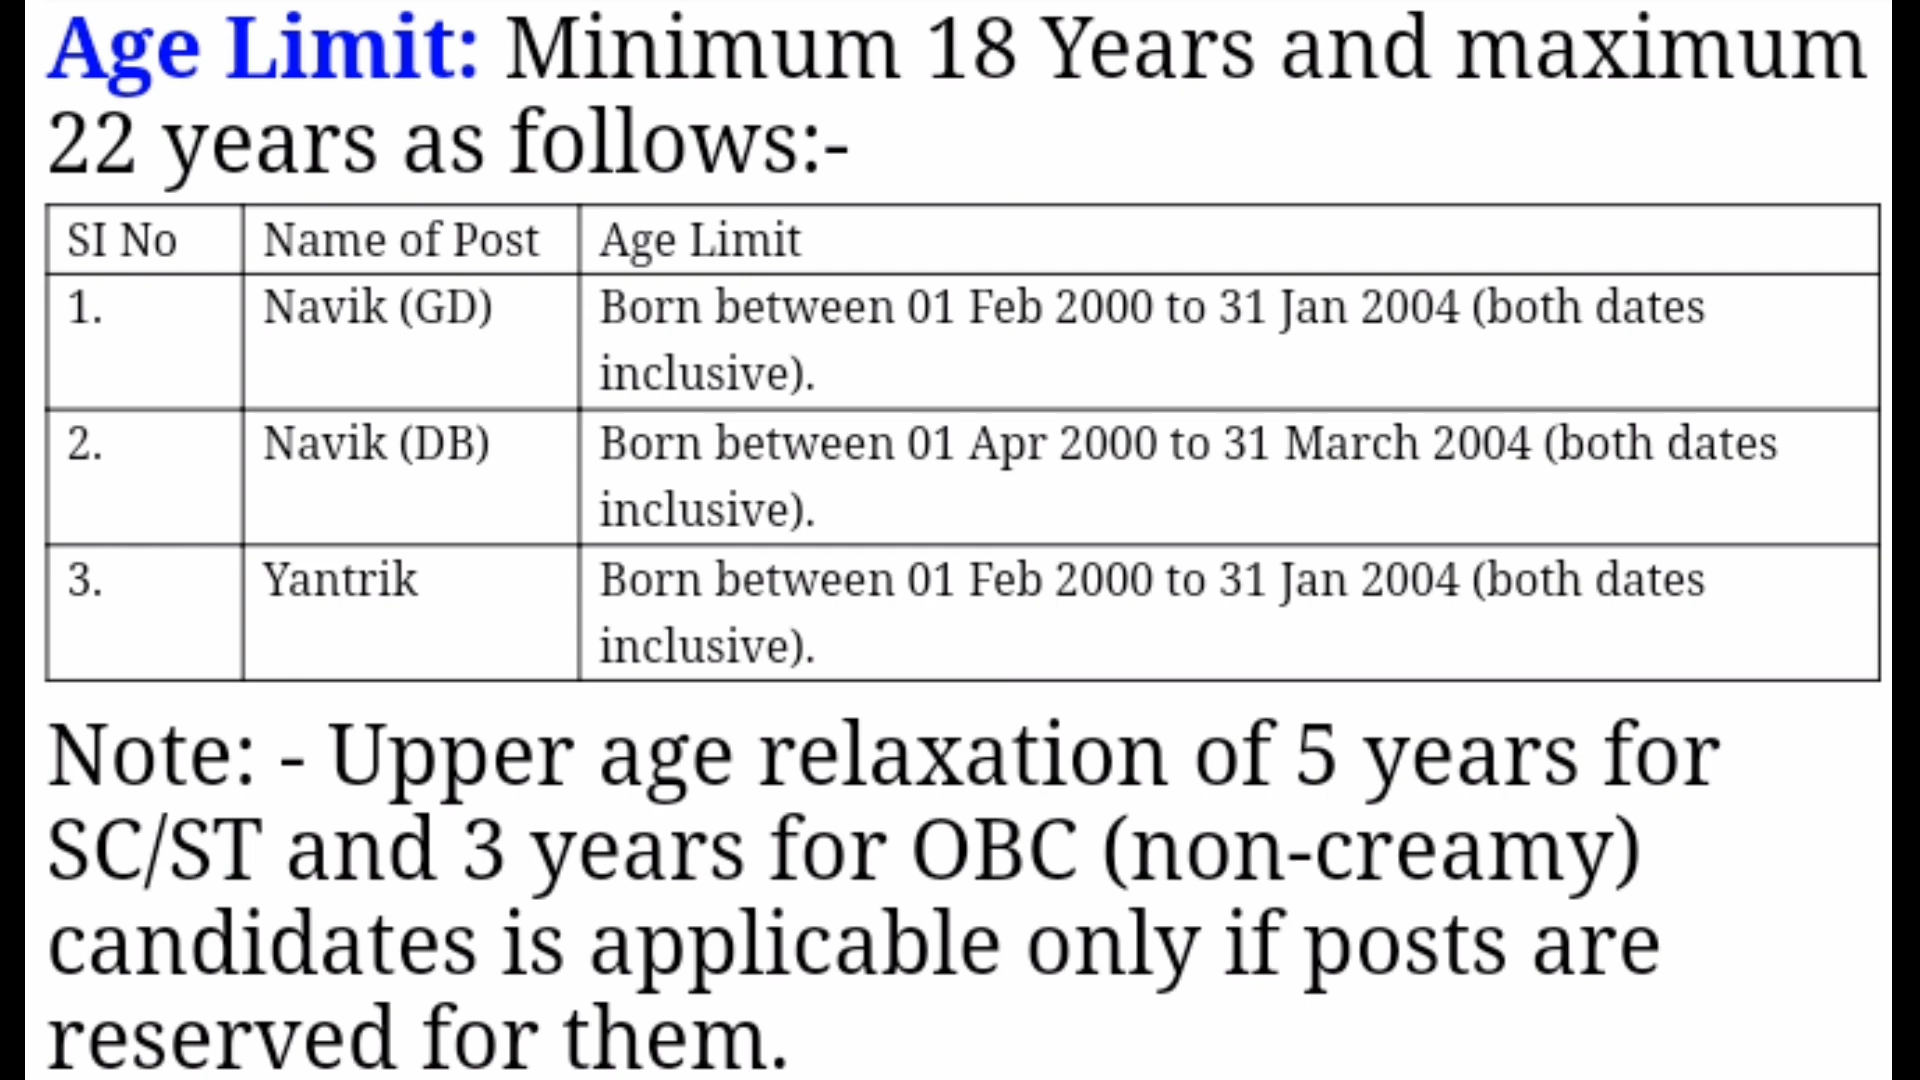 Age Limit: Minimum 18 Years and maximum
22 years as follows:-
SI No Name of Post Age Limit
1. Navik (GD) Born between 01 Feb 2000 to 31 Jan 2004 (both dates
inclusive).
2. Navik (DB) Born between 01 Apr 2000 to 31 March 2004 (both dates
inclusive).
3. Yantrik Born between 01 Feb 2000 to 31 Jan 2004 (both dates
inclusive).
Note: - Upper age relaxation of 5 years for
SC/ST and 3 years for OBC (non-creamy)
candidates is applicable only if posts are
reserved for them.